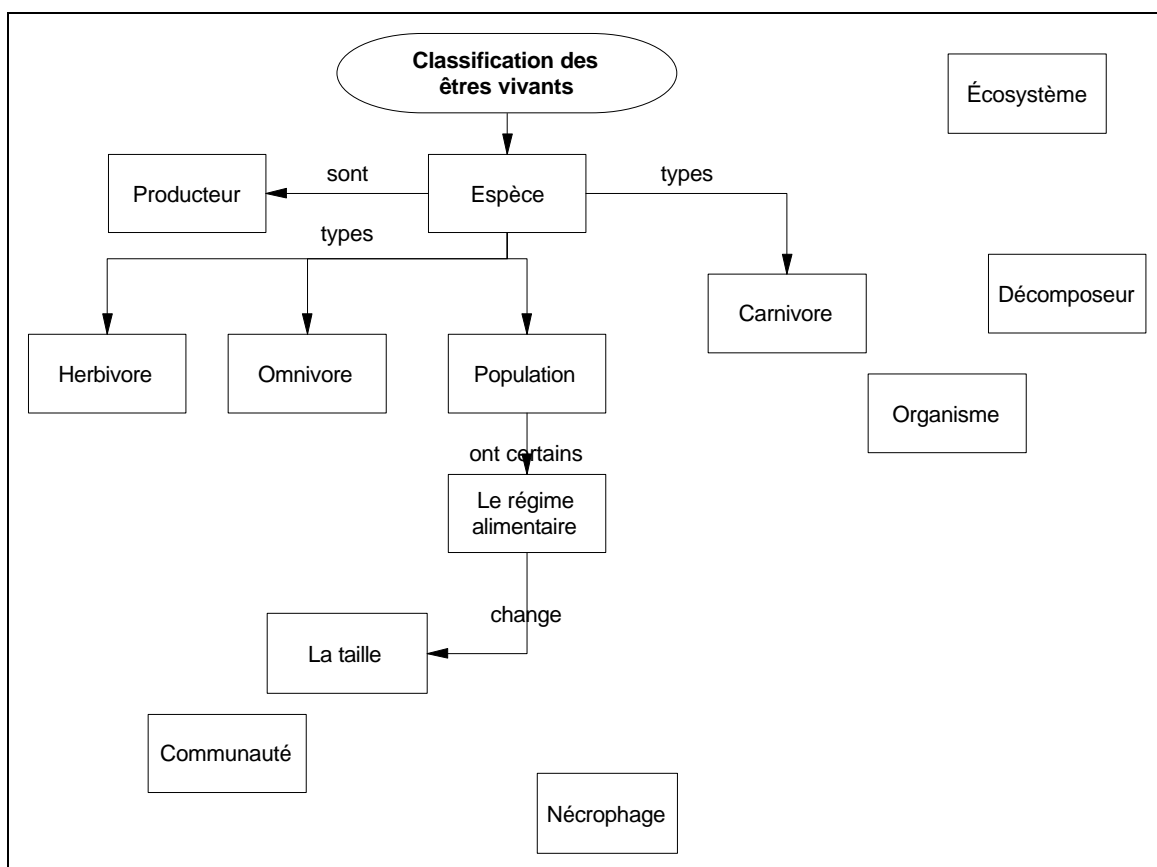 Classification des
êtres vivants
Écosystème
sont
types
Producteur
Espèce
types
Décomposeur
Carnivore
Herbivore
Omnivore
Population
Organisme
ont certains
Le régime
alimentaire
change
La taille
Communauté
Nécrophage